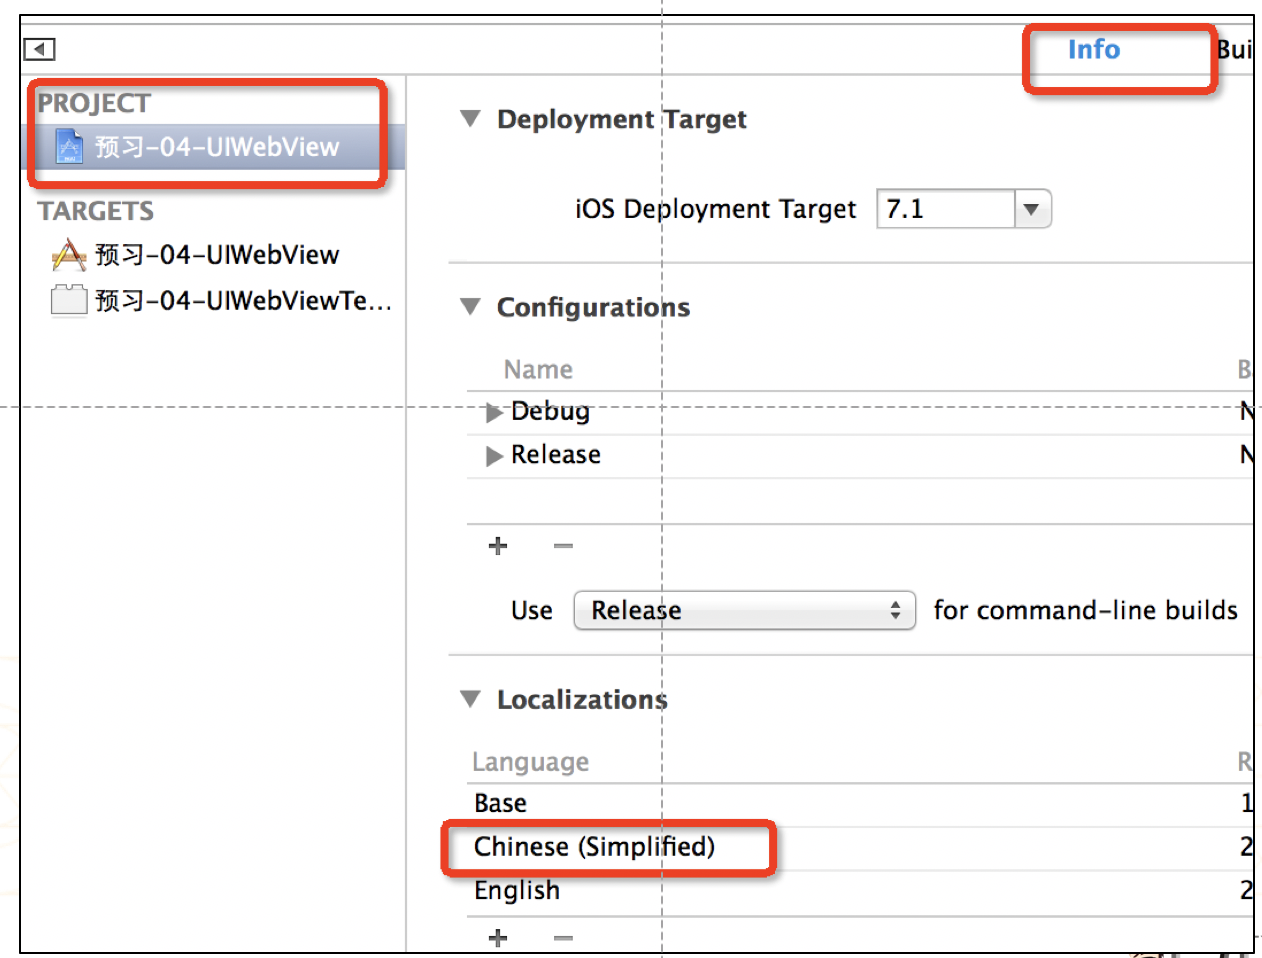 Info
Bui
PROJECT
预习-04-UIWebView
TARGETS
预习-04-UIWebView
预习-04-UIWebViewTe...
Deployment Target
iOS Deployment Target 7.1
Configurations
Name
Debug
Release
+ −
Use Release for command-line builds
Localizations
Language R
Base 1
Chinese (Simplified) 2
English 2
+ −